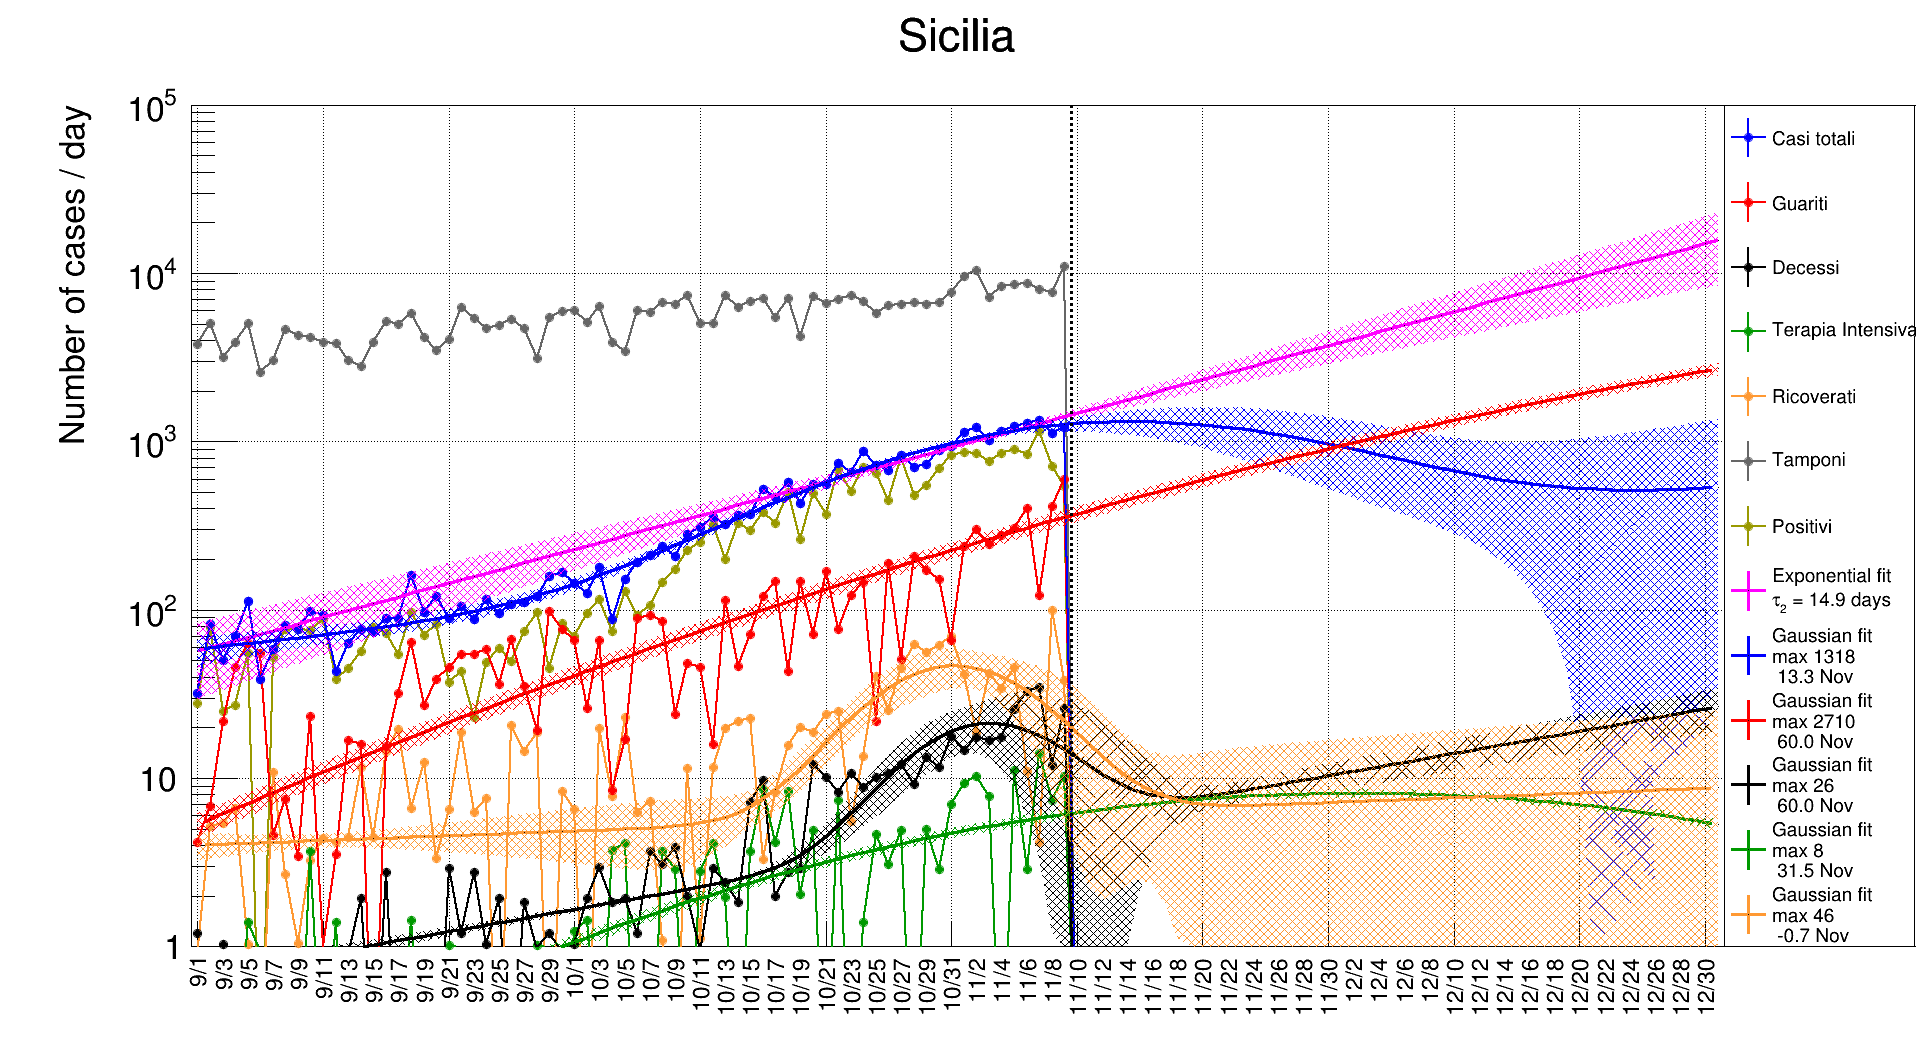 Sicilia
Number of cases / day
10^5
10^4
10^3
10^2
10
1
9/1
9/3
9/5
9/7
9/9
9/11
9/13
9/15
9/17
9/19
9/21
9/23
9/25
9/27
9/29
10/1
10/3
10/5
10/7
10/9
10/11
10/13
10/15
10/17
10/19
10/21
10/23
10/25
10/27
10/29
10/31
11/2
11/4
11/6
11/8
11/10
11/12
11/14
11/16
11/18
11/20
11/22
11/24
11/26
11/28
11/30
12/2
12/4
12/6
12/8
12/10
12/12
12/14
12/16
12/18
12/20
12/22
12/24
12/26
12/28
12/30
Casi totali
Guariti
Decessi
Terapia Intensiva
Ricoverati
Tamponi
Positivi
Exponential fit
τ2 = 14.9 days
Gaussian fit
max 1318
13.3 Nov
Gaussian fit
max 2710
60.0 Nov
Gaussian fit
max 26
60.0 Nov
Gaussian fit
max 8
31.5 Nov
Gaussian fit
max 46
-0.7 Nov